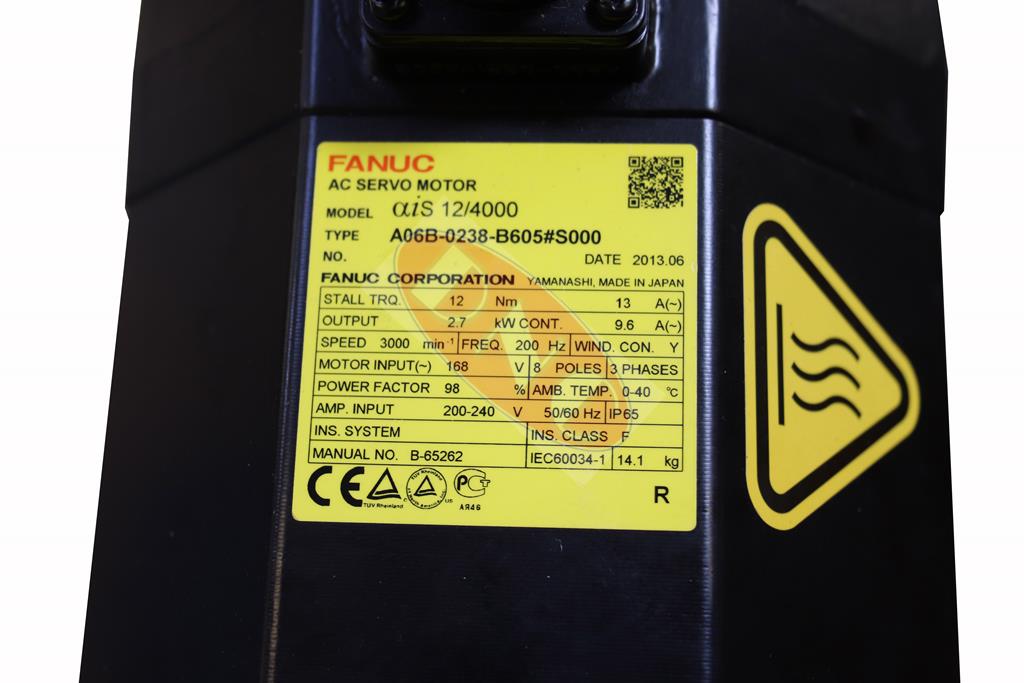 FANUC
AC SERVO MOTOR
MODEL αiS 12/4000
TYPE A06B-0238-B605#S000
NO. DATE 2013.06
FANUC CORPORATION YAMANASHI, MADE IN JAPAN
STALL TRQ. 12 Nm 13 A(~)
OUTPUT 2.7 kW CONT. 9.6 A(~)
SPEED 3000 min⁻¹ FREQ. 200 Hz WIND. CON. Y
MOTOR INPUT(~) 168 V 8 POLES 3 PHASES
POWER FACTOR 98 % AMB. TEMP. 0-40 ℃
AMP. INPUT 200-240 V 50/60 Hz IP65
INS. SYSTEM INS. CLASS F
MANUAL NO. B-65262 IEC60034-1 14.1 kg
CE TÜV Rheinland C US
АЯ46
R